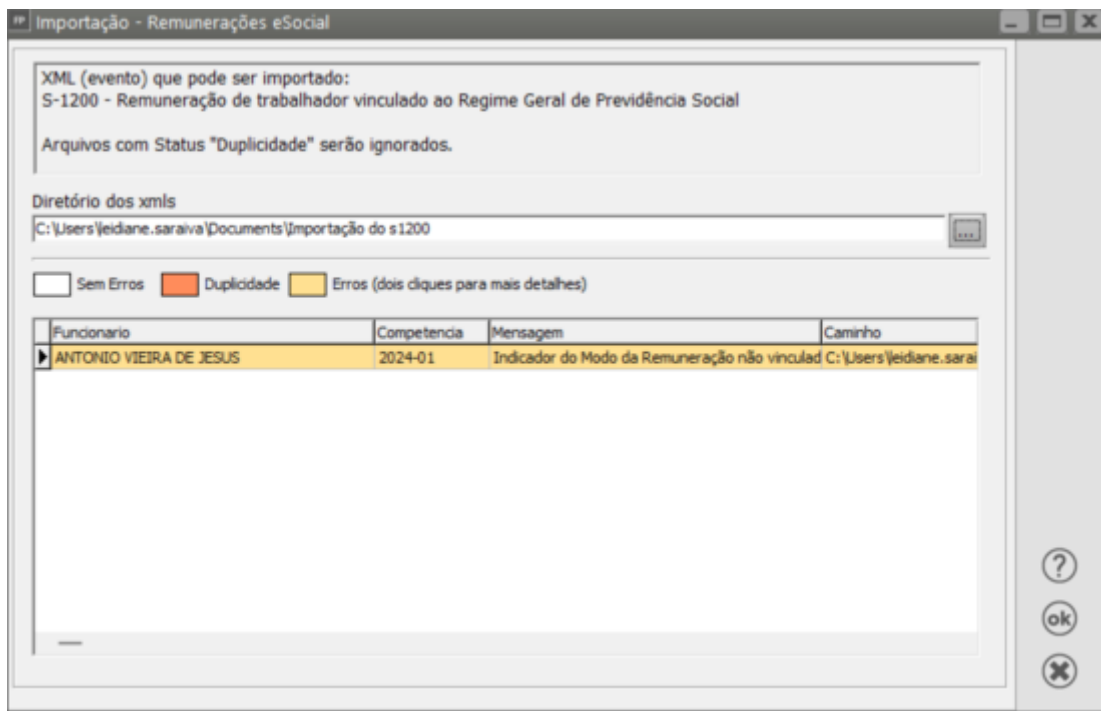 FP Importação - Remunerações eSocial
XML (evento) que pode ser importado:
S-1200 - Remuneração de trabalhador vinculado ao Regime Geral de Previdência Social
Arquivos com Status "Duplicidade" serão ignorados.
Diretório dos xmls
C:\Users\leidiane.saraiva\Documents\Importação do s1200 ...
Sem Erros Duplicidade Erros (dois cliques para mais detalhes)
Funcionario Competencia Mensagem Caminho
ANTONIO VIEIRA DE JESUS 2024-01 Indicador do Modo da Remuneração não vinculad C:\Users\leidiane.sarai
?
ok